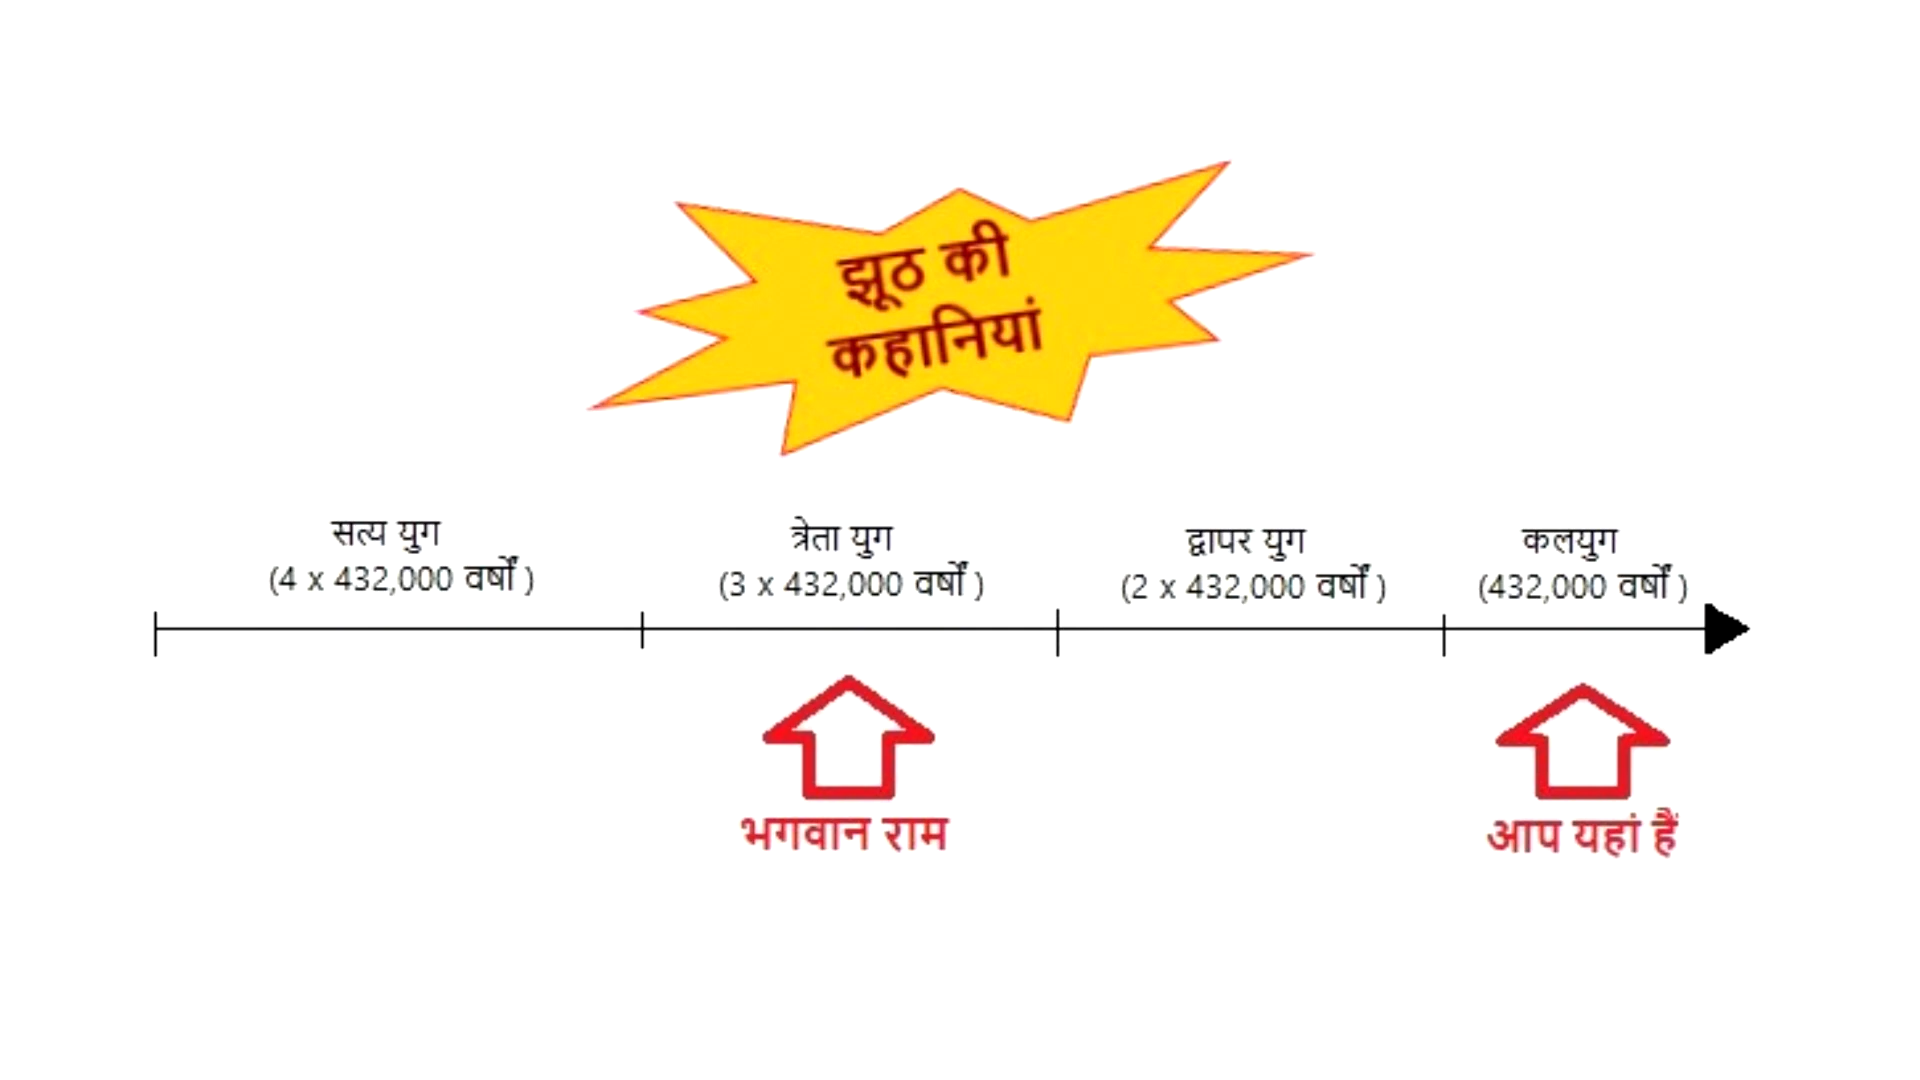 झूठ की
कहानियां
सत्य युग
(4 x 432,000 वर्षों )
त्रेता युग
(3 x 432,000 वर्षों )
द्वापर युग
(2 x 432,000 वर्षों )
कलयुग
(432,000 वर्षों )
भगवान राम
आप यहां हैं